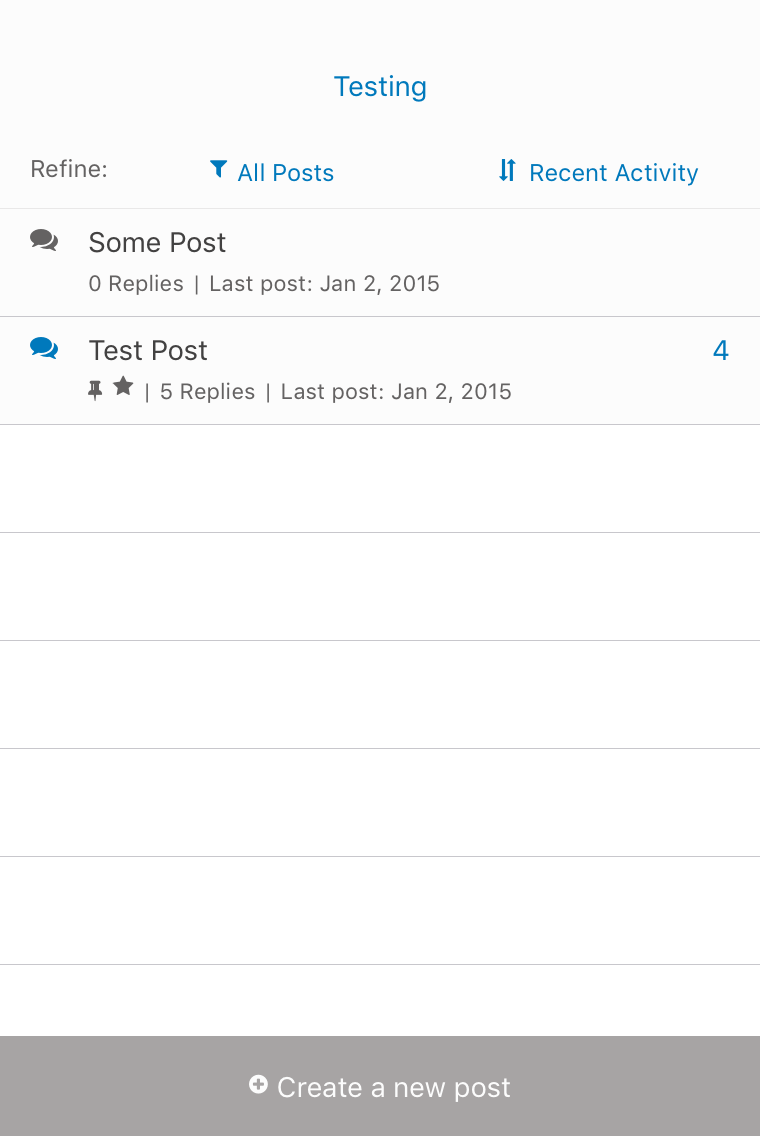 Testing
Refine: All Posts Recent Activity
Some Post
0 Replies | Last post: Jan 2, 2015
Test Post 4
| 5 Replies | Last post: Jan 2, 2015
Create a new post